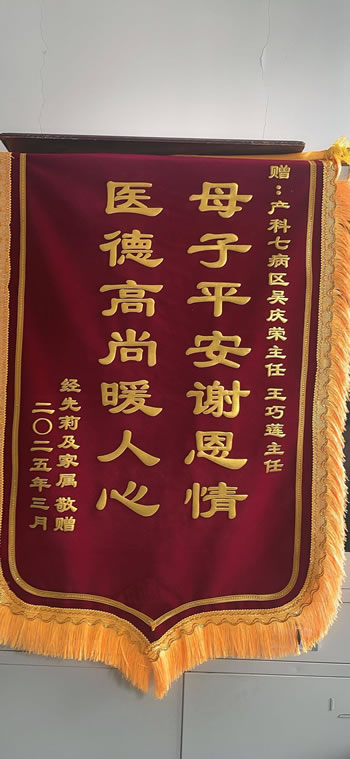 赠：产科七病区吴庆荣主任 王巧莲主任
母子平安谢恩情
医德高尚暖人心
经先莉及家属 敬赠
二〇二五年三月